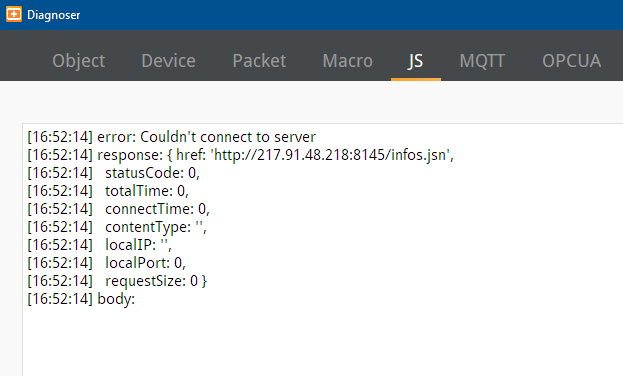 Diagnoser
Object Device Packet Macro JS MQTT OPCUA
[16:52:14] error: Couldn't connect to server
[16:52:14] response: { href: 'http://217.91.48.218:8145/infos.jsn',
[16:52:14]   statusCode: 0,
[16:52:14]   totalTime: 0,
[16:52:14]   connectTime: 0,
[16:52:14]   contentType: '',
[16:52:14]   localIP: '',
[16:52:14]   localPort: 0,
[16:52:14]   requestSize: 0 }
[16:52:14] body: